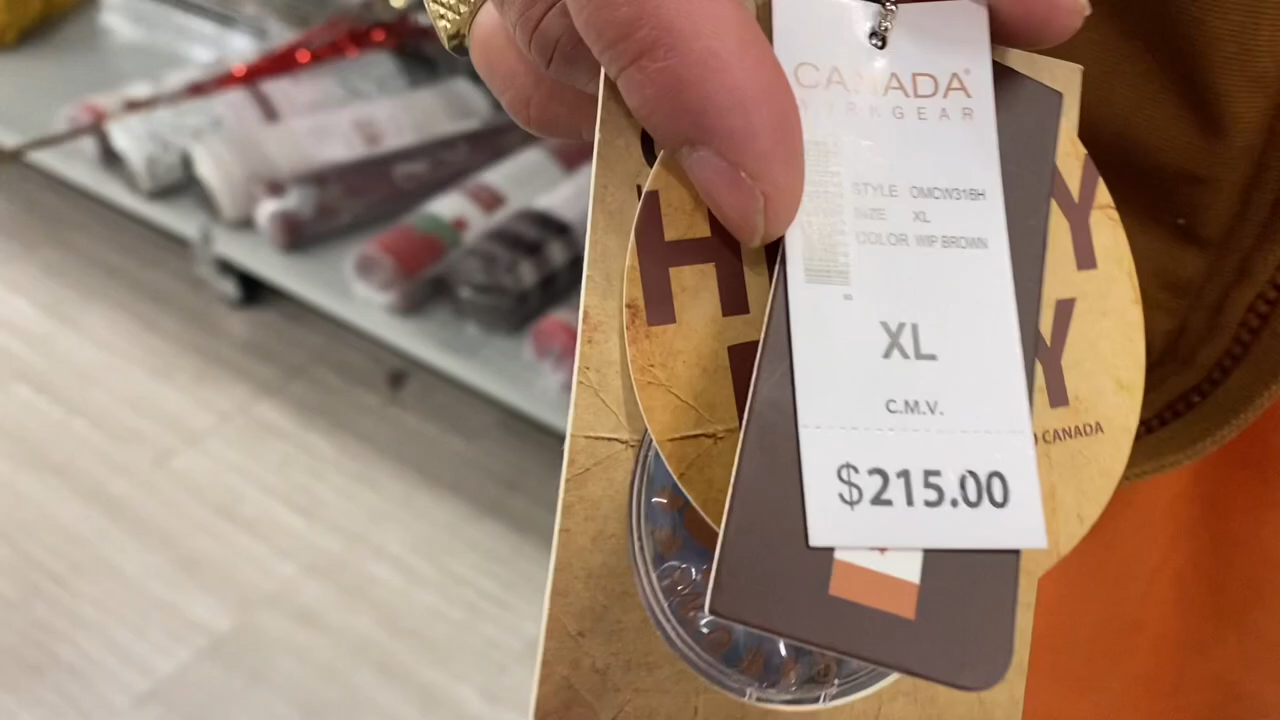 CANADA
STYLE OMCW31BH
SIZE XL
COLOR WIP BROWN
XL
C.M.V.
$215.00
H
Y
Y
CANADA